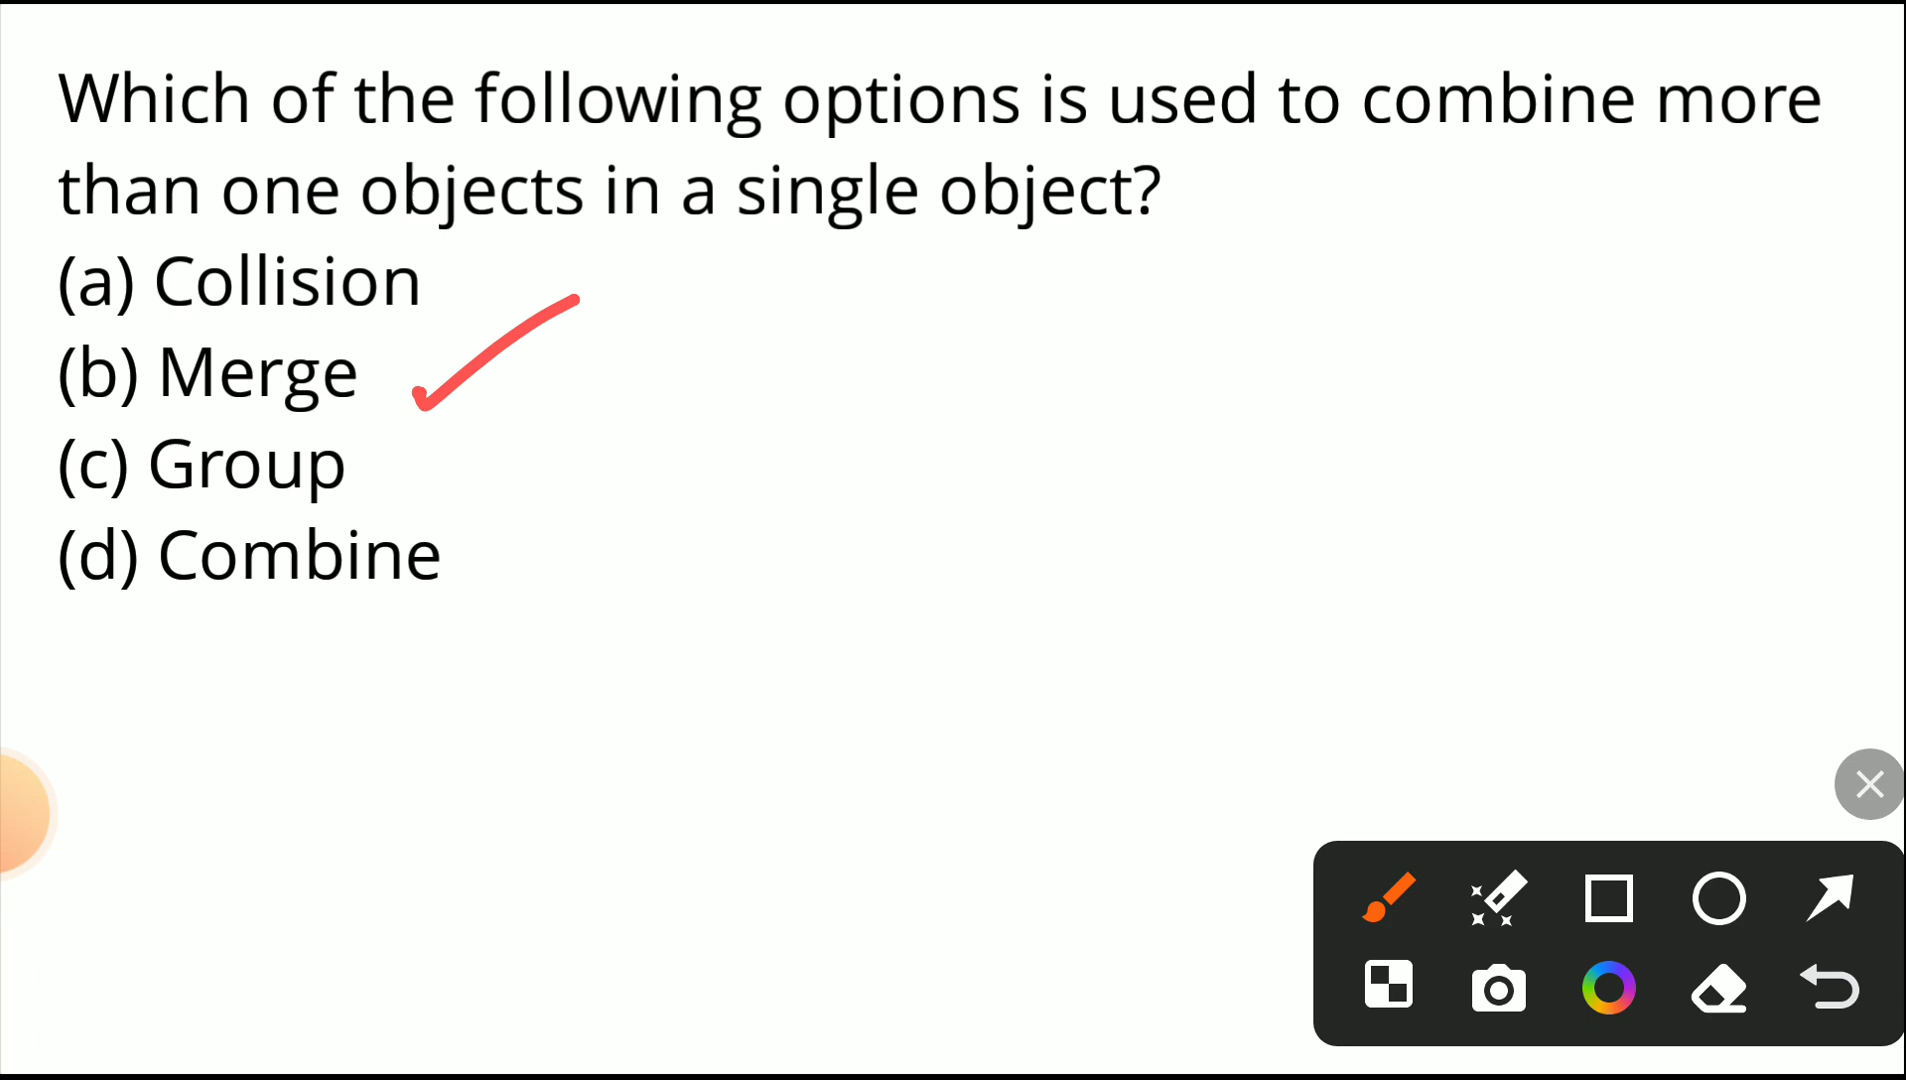 Which of the following options is used to combine more
than one objects in a single object?
(a) Collision
(b) Merge
(c) Group
(d) Combine